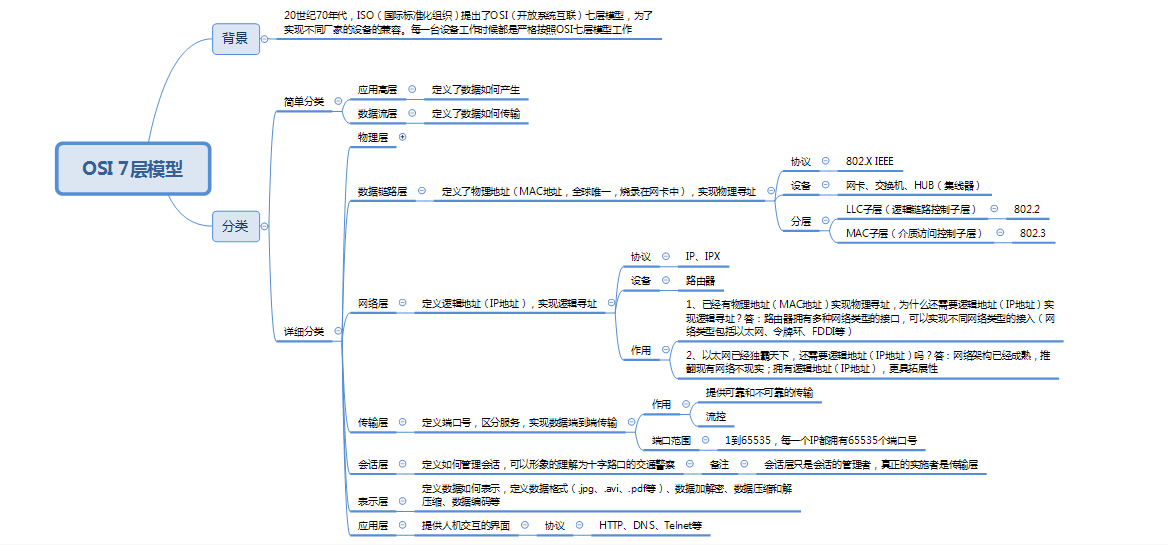 OSI 7层模型
背景
20世纪70年代，ISO（国际标准化组织）提出了OSI（开放系统互联）七层模型，为了
实现不同厂家的设备的兼容。每一台设备工作时候都是严格按照OSI七层模型工作
分类
简单分类
应用高层
定义了数据如何产生
数据流层
定义了数据如何传输
详细分类
物理层
数据链路层
定义了物理地址（MAC地址，全球唯一，烧录在网卡中），实现物理寻址
协议
802.X IEEE
设备
网卡、交换机、HUB（集线器）
分层
LLC子层（逻辑链路控制子层）
802.2
MAC子层（介质访问控制子层）
802.3
网络层
定义逻辑地址（IP地址），实现逻辑寻址
协议
IP、IPX
设备
路由器
作用
1、已经有物理地址（MAC地址）实现物理寻址，为什么还需要逻辑地址（IP地址）实
现逻辑寻址？答：路由器拥有多种网络类型的接口，可以实现不同网络类型的接入（网
络类型包括以太网、令牌环、FDDI等）
2、以太网已经独霸天下，还需要逻辑地址（IP地址）吗？答：网络架构已经成熟，推
翻现有网络不现实；拥有逻辑地址（IP地址），更具拓展性
传输层
定义端口号，区分服务，实现数据端到端传输
作用
提供可靠和不可靠的传输
流控
端口范围
1到65535，每一个IP都拥有65535个端口号
会话层
定义如何管理会话，可以形象的理解为十字路口的交通警察
备注
会话层只是会话的管理者，真正的实施者是传输层
表示层
定义数据如何表示，定义数据格式（.jpg、.avi、.pdf等）、数据加解密、数据压缩和解
压缩、数据编码等
应用层
提供人机交互的界面
协议
HTTP、DNS、Telnet等